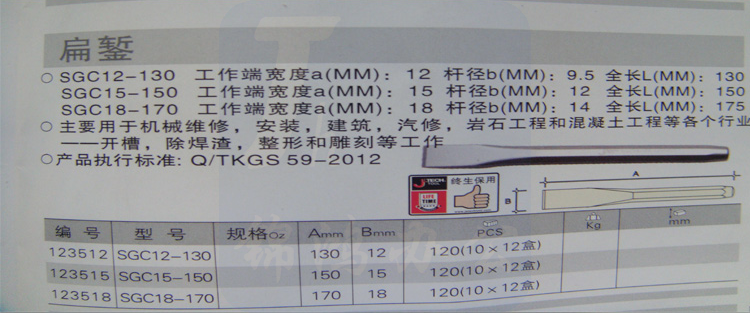 扁錾
○ SGC12-130 工作端宽度a(MM): 12 杆径b(MM): 9.5 全长L(MM): 130
SGC15-150 工作端宽度a(MM): 15 杆径b(MM): 12 全长L(MM): 150
SGC18-170 工作端宽度a(MM): 18 杆径b(MM): 14 全长L(MM): 175
○ 主要用于机械维修，安装，建筑，汽修，岩石工程和混凝土工程等各个行业
——开槽，除焊渣，整形和雕刻等工作
○ 产品执行标准: Q/TKGS 59-2012
J TECH
终生保用
LIFE TIME
A
B
编号 型号 规格Oz Amm Bmm PCS Kg mm
123512 SGC12-130 130 12 120(10×12盒)
123515 SGC15-150 150 15 120(10×12盒)
123518 SGC18-170 170 18 120(10×12盒)